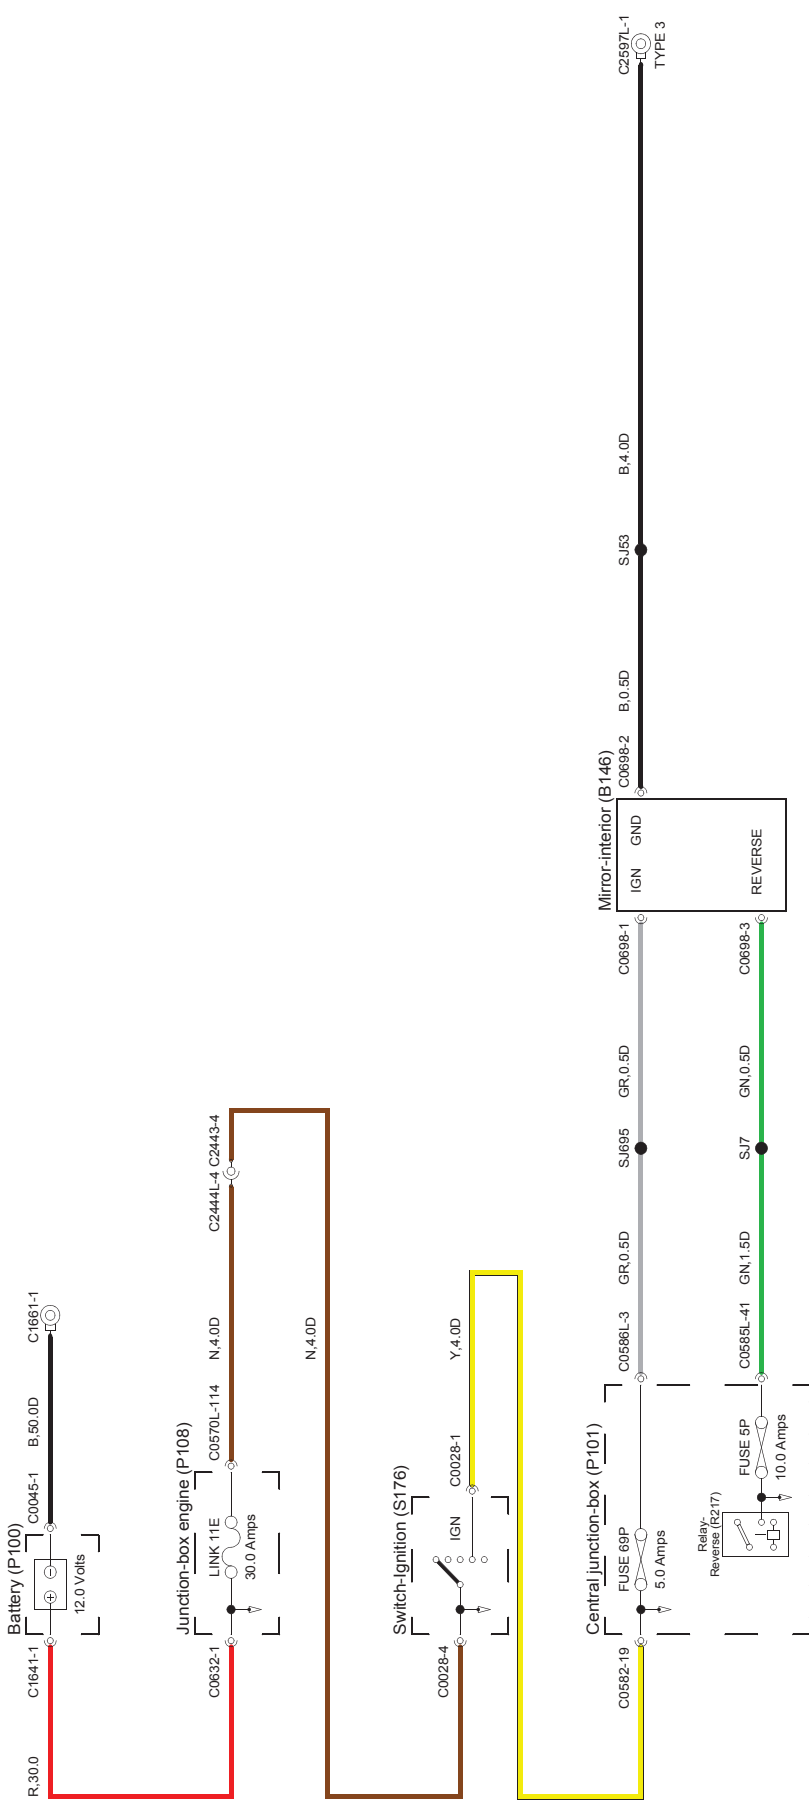 Battery (P100)
C1641-1
C0045-1
12.0 Volts
R,30.0
B,50.0D
C1661-1
Junction-box engine (P108)
C0632-1
LINK 11E
30.0 Amps
C0570L-114
N,4.0D
C2444L-4
C2443-4
N,4.0D
Switch-Ignition (S176)
C0028-4
IGN
C0028-1
Y,4.0D
Central junction-box (P101)
C0582-19
FUSE 69P
5.0 Amps
C0586L-3
GR,0.5D
SJ695
GR,0.5D
C0698-1
Relay-
Reverse (R217)
FUSE 5P
10.0 Amps
C0585L-41
GN,1.5D
SJ7
GN,0.5D
C0698-3
Mirror-interior (B146)
IGN
GND
REVERSE
C0698-2
B,0.5D
SJ53
B,4.0D
C2597L-1
TYPE 3